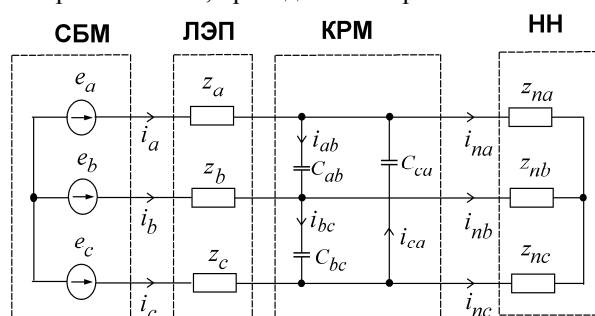 СБМ ЛЭП КРМ НН
e_a z_a z_na
i_a i_ab C_ab C_ca i_na
e_b z_b z_nb
i_b i_bc i_ca i_nb
e_c z_c C_bc z_nc
i_c i_nc